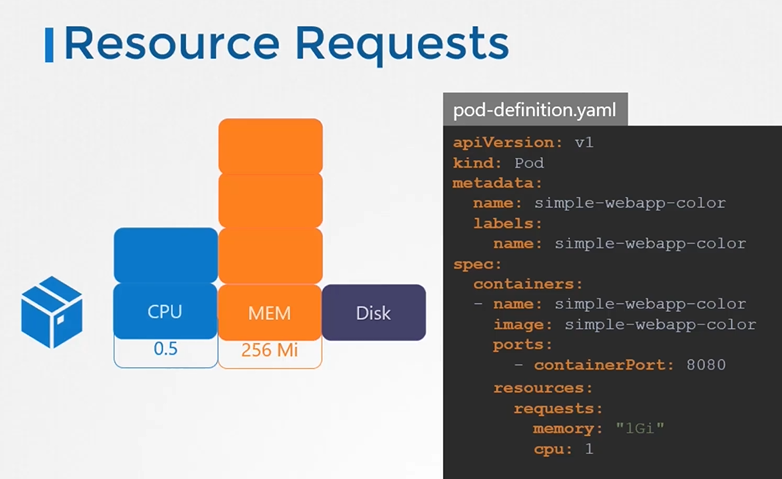 Resource Requests
CPU
MEM
Disk
0.5
256 Mi
pod-definition.yaml
apiVersion: v1
kind: Pod
metadata:
  name: simple-webapp-color
  labels:
    name: simple-webapp-color
spec:
  containers:
  - name: simple-webapp-color
    image: simple-webapp-color
    ports:
      - containerPort: 8080
    resources:
      requests:
        memory: "1Gi"
        cpu: 1